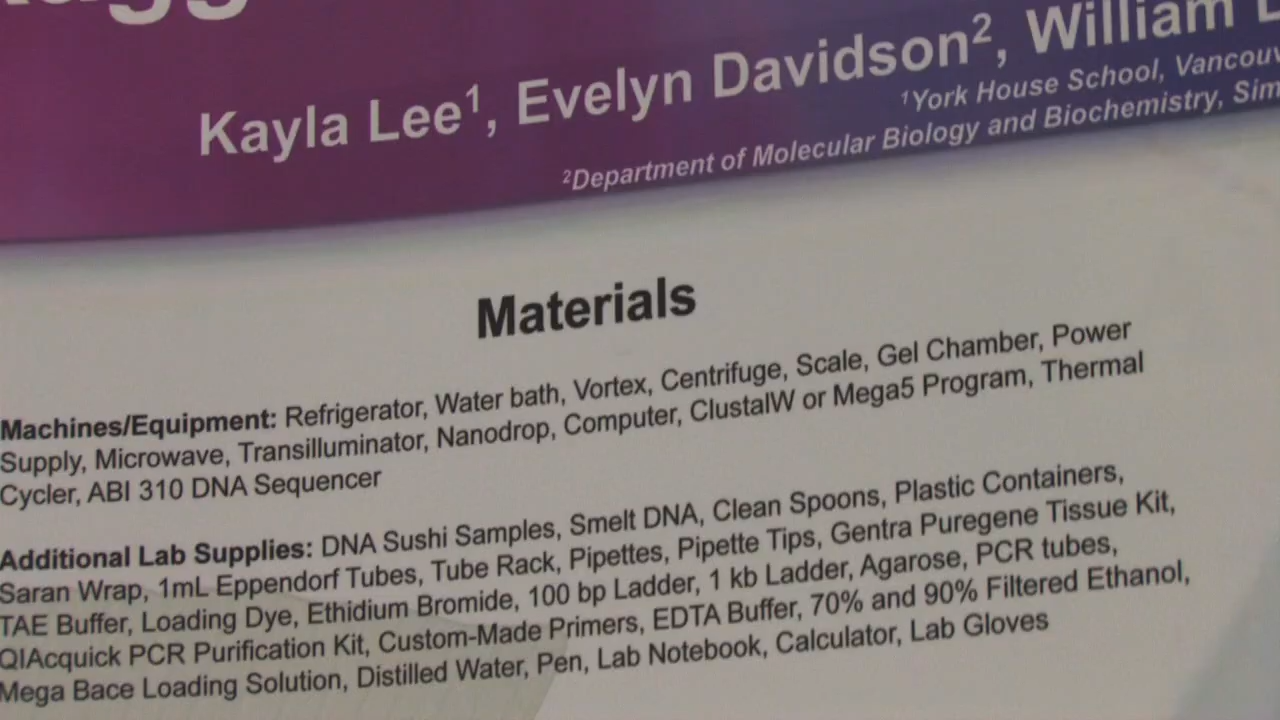 Kayla Lee¹, Evelyn Davidson², William
¹York House School,
²Department of Molecular Biology and Biochemistry,
Materials
Machines/Equipment: Refrigerator, Water bath, Vortex, Centrifuge, Scale, Gel Chamber, Power
Supply, Microwave, Transilluminator, Nanodrop, Computer, ClustalW or Mega5 Program, Thermal
Cycler, ABI 310 DNA Sequencer
Additional Lab Supplies: DNA Sushi Samples, Smelt DNA, Clean Spoons, Plastic Containers,
Saran Wrap, 1mL Eppendorf Tubes, Tube Rack, Pipettes, Pipette Tips, Gentra Puregene Tissue Kit,
TAE Buffer, Loading Dye, Ethidium Bromide, 100 bp Ladder, 1 kb Ladder, Agarose, PCR tubes,
QIAcquick PCR Purification Kit, Custom-Made Primers, EDTA Buffer, 70% and 90% Filtered Ethanol,
Mega Bace Loading Solution, Distilled Water, Pen, Lab Notebook, Calculator, Lab Gloves